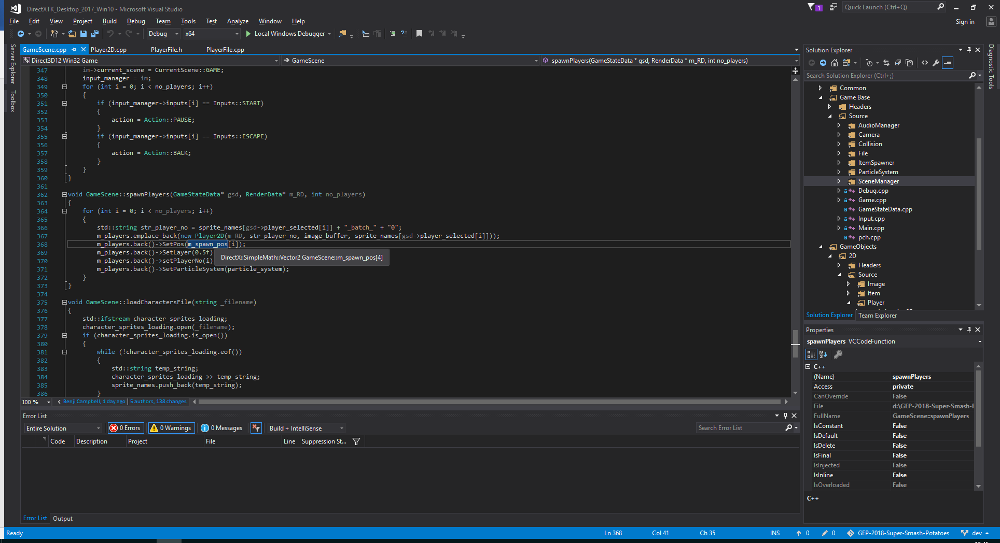 DirectXTK_Desktop_2017_Win10 - Microsoft Visual Studio
1
Quick Launch (Ctrl+Q)
File Edit View Project Build Debug Team Tools Test Analyze Window Help
Sign in
Debug x64 Local Windows Debugger
Server Explorer
Toolbox
GameScene.cpp Player2D.cpp PlayerFile.h PlayerFile.cpp
Direct3D12 Win32 Game GameScene spawnPlayers(GameStateData * gsd, RenderData * m_RD, int no_players)
347 im->current_scene = CurrentScene::GAME;
348 input_manager = im;
349 for (int i = 0; i < no_players; i++)
350 {
351 if (input_manager->inputs[i] == Inputs::START)
352 {
353 action = Action::PAUSE;
354 }
355 if (input_manager->inputs[i] == Inputs::ESCAPE)
356 {
357 action = Action::BACK;
358 }
359 }
360 }
361
362 void GameScene::spawnPlayers(GameStateData* gsd, RenderData* m_RD, int no_players)
363 {
364 for (int i = 0; i < no_players; i++)
365 {
366 std::string str_player_no = sprite_names[gsd->player_selected[i]] + "_batch_" + "0";
367 m_players.emplace_back(new Player2D(m_RD, str_player_no, image_buffer, sprite_names[gsd->player_selected[i]]));
368 m_players.back()->SetPos(m_spawn_pos[i]);
369 m_players.back()->SetLayer(0.5f)
370 m_players.back()->setPlayerNo(i)
DirectX::SimpleMath::Vector2 GameScene::m_spawn_pos[4]
371 m_players.back()->SetParticleSystem(particle_system);
372 }
373 }
374
375 void GameScene::loadCharactersFile(string _filename)
376 {
377 std::ifstream character_sprites_loading;
378 character_sprites_loading.open(_filename);
379 if (character_sprites_loading.is_open())
380 {
381 while (!character_sprites_loading.eof())
382 {
383 std::string temp_string;
384 character_sprites_loading >> temp_string;
385 sprite_names.push_back(temp_string);
386 }
100 % Benji Campbell, 1 day ago | 5 authors, 138 changes
Error List
Entire Solution 0 Errors 0 Warnings 0 Messages Build + IntelliSense Search Error List
Code Description Project File Line Suppression St...
Error List Output
Solution Explorer
Search Solution Explorer (Ctrl+;)
Common
Game Base
Headers
Source
AudioManager
Camera
Collision
File
ItemSpawner
ParticleSystem
SceneManager
Debug.cpp
Game.cpp
GameStateData.cpp
Input.cpp
Main.cpp
pch.cpp
GameObjects
2D
Headers
Source
Image
Item
Player
Solution Explorer Team Explorer
Properties
spawnPlayers VCCodeFunction
C++
(Name) spawnPlayers
Access private
CanOverride False
File d:\GEP-2018-Super-Smash-
FullName GameScene::spawnPlayers
IsConstant False
IsDefault False
IsDelete False
IsFinal False
IsInjected False
IsInline False
IsOverloaded False
C++
Diagnostic Tools
Ready Ln 368 Col 41 Ch 35 INS 0 0 GEP-2018-Super-Smash-Potatoes dev